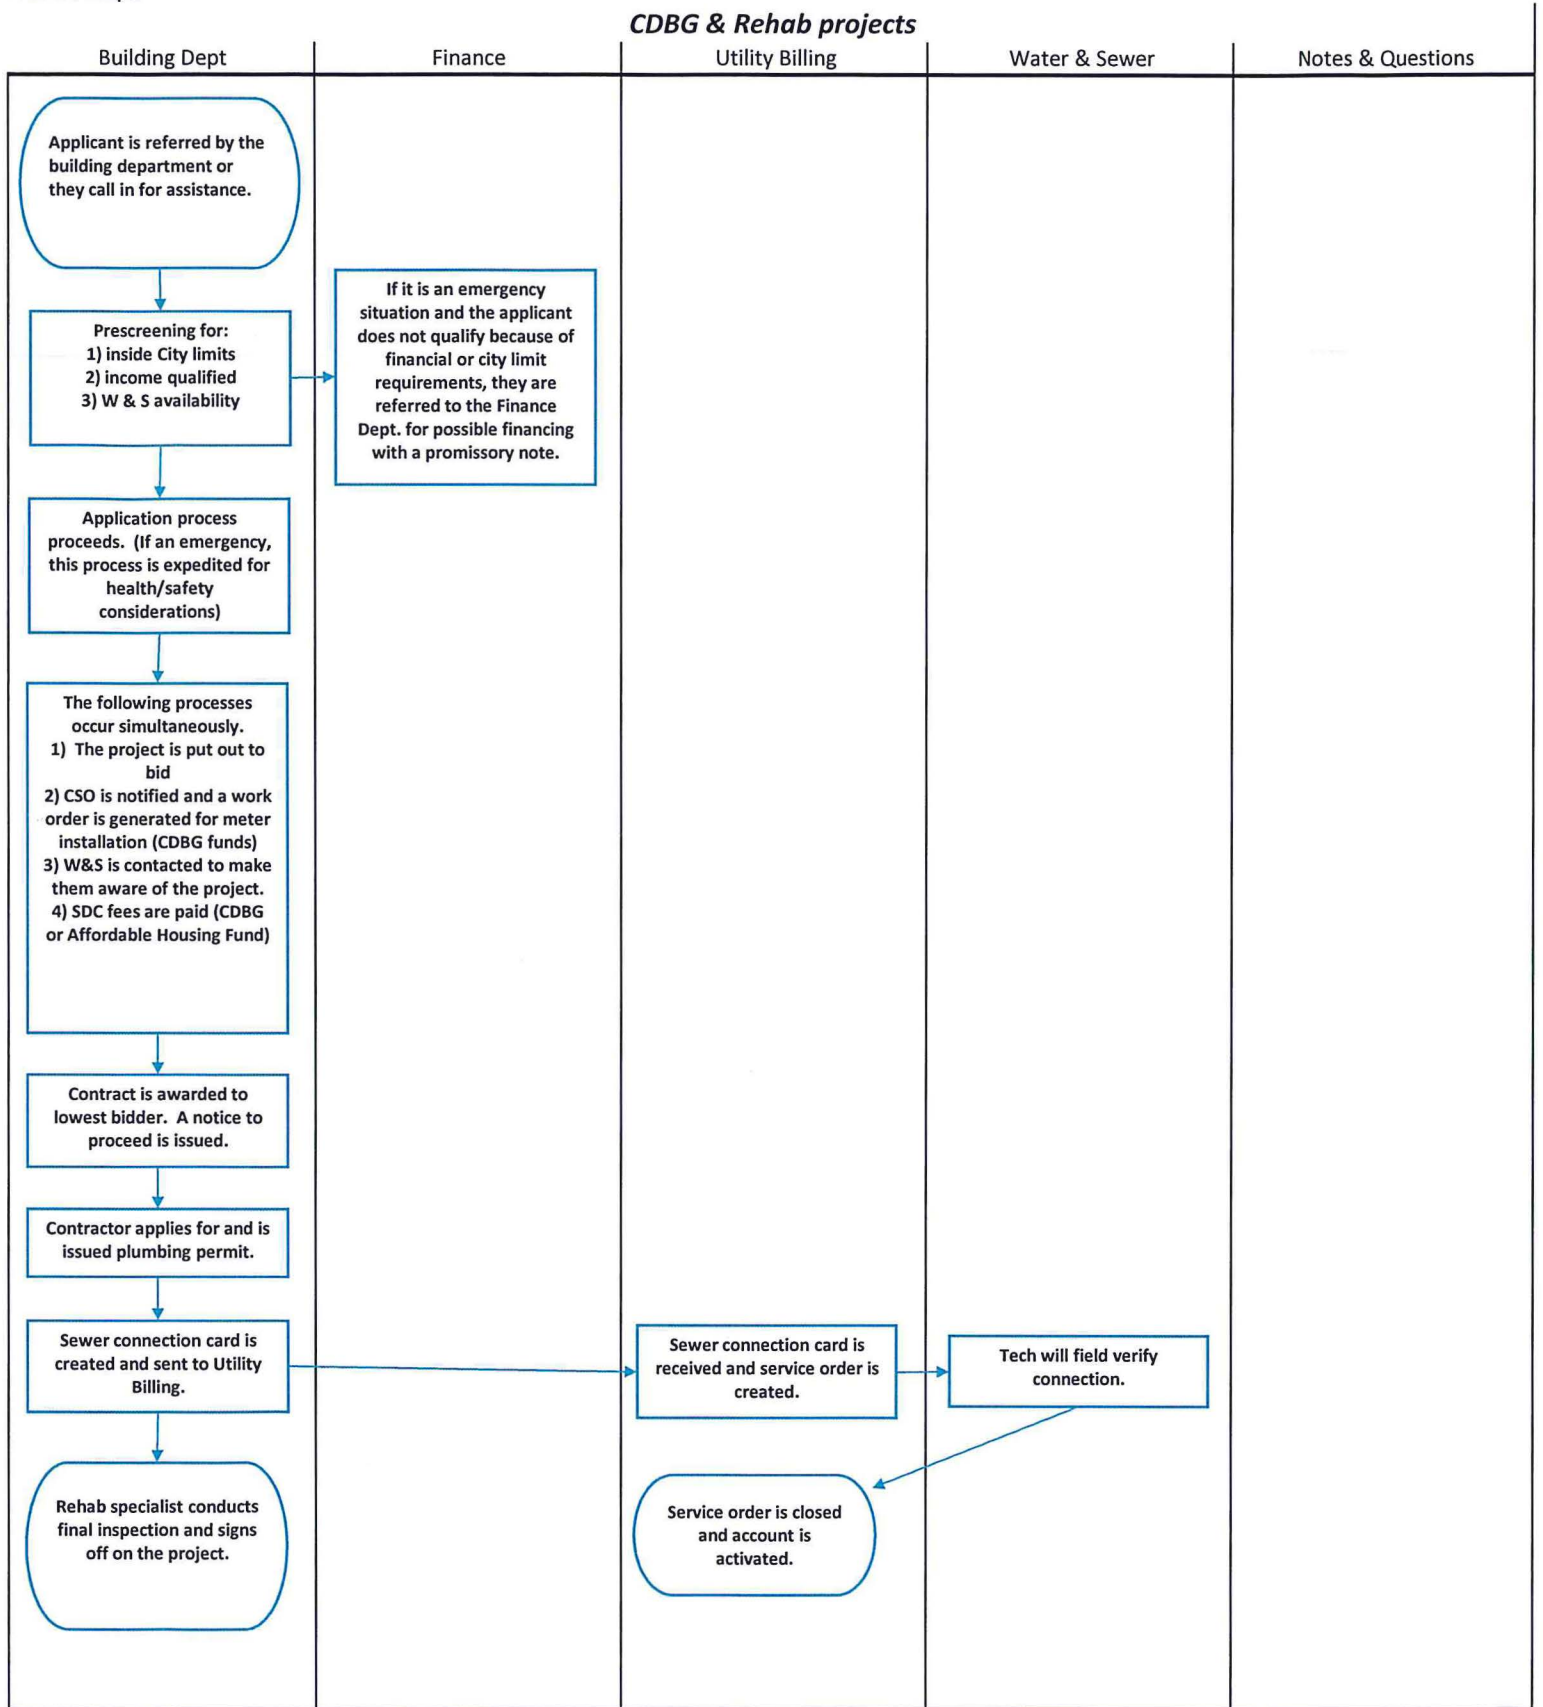 CDBG & Rehab projects
Building Dept
Finance
Utility Billing
Water & Sewer
Notes & Questions
Applicant is referred by the
building department or
they call in for assistance.
Prescreening for:
1) inside City limits
2) income qualified
3) W & S availability
If it is an emergency
situation and the applicant
does not qualify because of
financial or city limit
requirements, they are
referred to the Finance
Dept. for possible financing
with a promissory note.
Application process
proceeds.  (If an emergency,
this process is expedited for
health/safety
considerations)
The following processes
occur simultaneously.
1)  The project is put out to
bid
2) CSO is notified and a work
order is generated for meter
installation (CDBG funds)
3) W&S is contacted to make
them aware of the project.
4) SDC fees are paid (CDBG
or Affordable Housing Fund)
Contract is awarded to
lowest bidder.  A notice to
proceed is issued.
Contractor applies for and is
issued plumbing permit.
Sewer connection card is
created and sent to Utility
Billing.
Sewer connection card is
received and service order is
created.
Tech will field verify
connection.
Rehab specialist conducts
final inspection and signs
off on the project.
Service order is closed
and account is
activated.